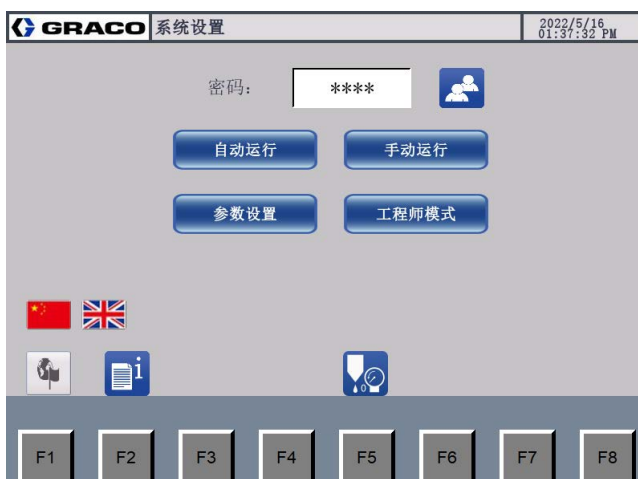 GRACO 系统设置 2022/5/16
01:37:32 PM
密码: ****
自动运行 手动运行
参数设置 工程师模式
i
0
F1 F2 F3 F4 F5 F6 F7 F8